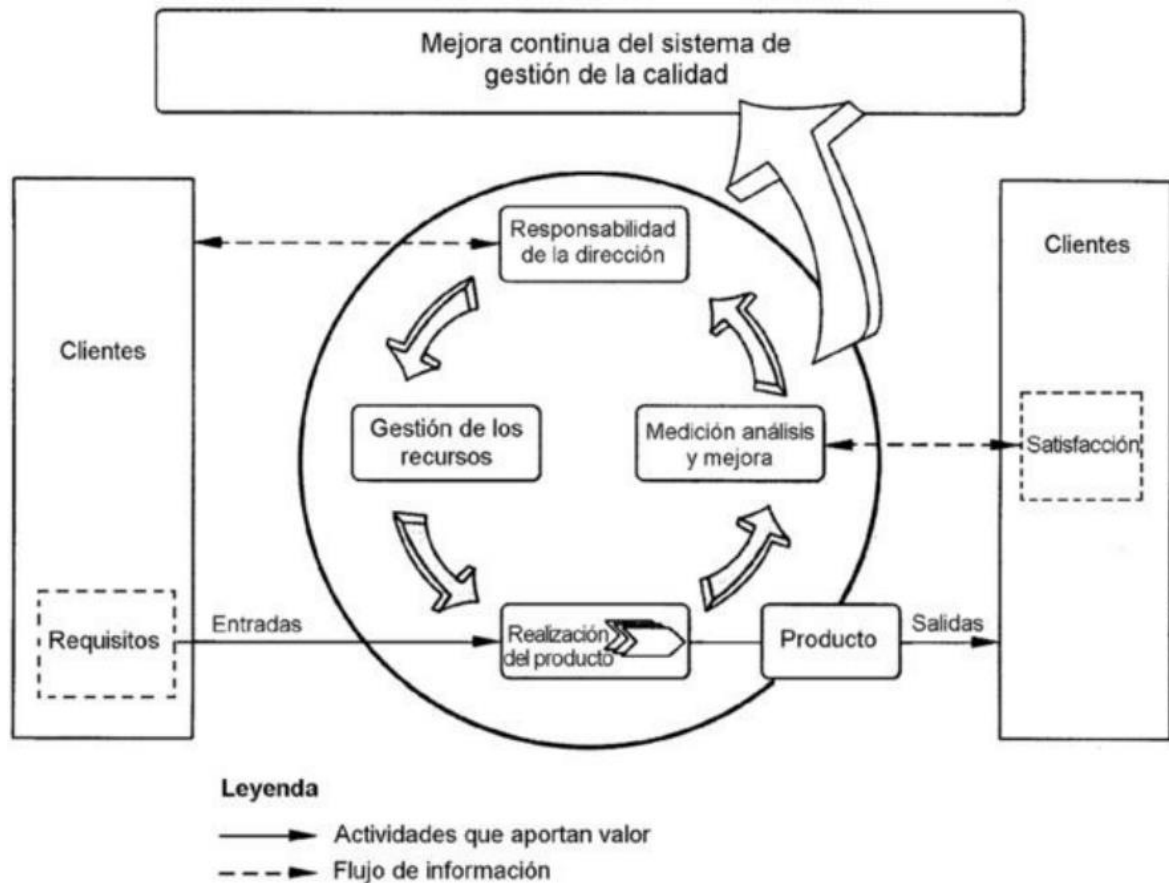 Mejora continua del sistema de
gestión de la calidad
Responsabilidad
de la dirección
Clientes
Clientes
Gestión de los
recursos
Medición análisis
y mejora
Satisfacción
Requisitos
Entradas
Realización
del producto
Producto
Salidas
Leyenda
Actividades que aportan valor
Flujo de información